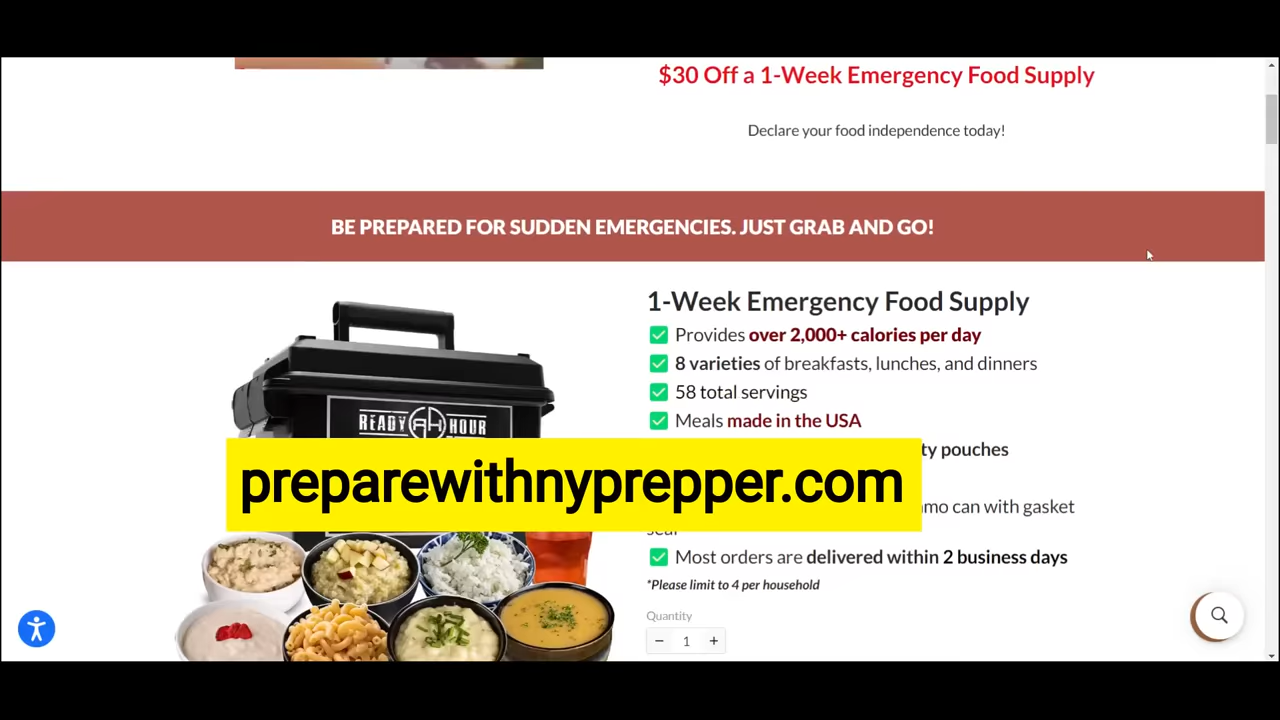 $30 Off a 1-Week Emergency Food Supply
Declare your food independence today!
BE PREPARED FOR SUDDEN EMERGENCIES. JUST GRAB AND GO!
1-Week Emergency Food Supply
Provides over 2,000+ calories per day
8 varieties of breakfasts, lunches, and dinners
58 total servings
Meals made in the USA
READY HOUR
pouches
preparewithnyprepper.com
can with gasket
Most orders are delivered within 2 business days
*Please limit to 4 per household
Quantity
− 1 +